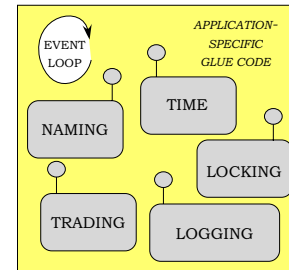 EVENT
LOOP
APPLICATION-
SPECIFIC
GLUE CODE
TIME
NAMING
LOCKING
TRADING
LOGGING